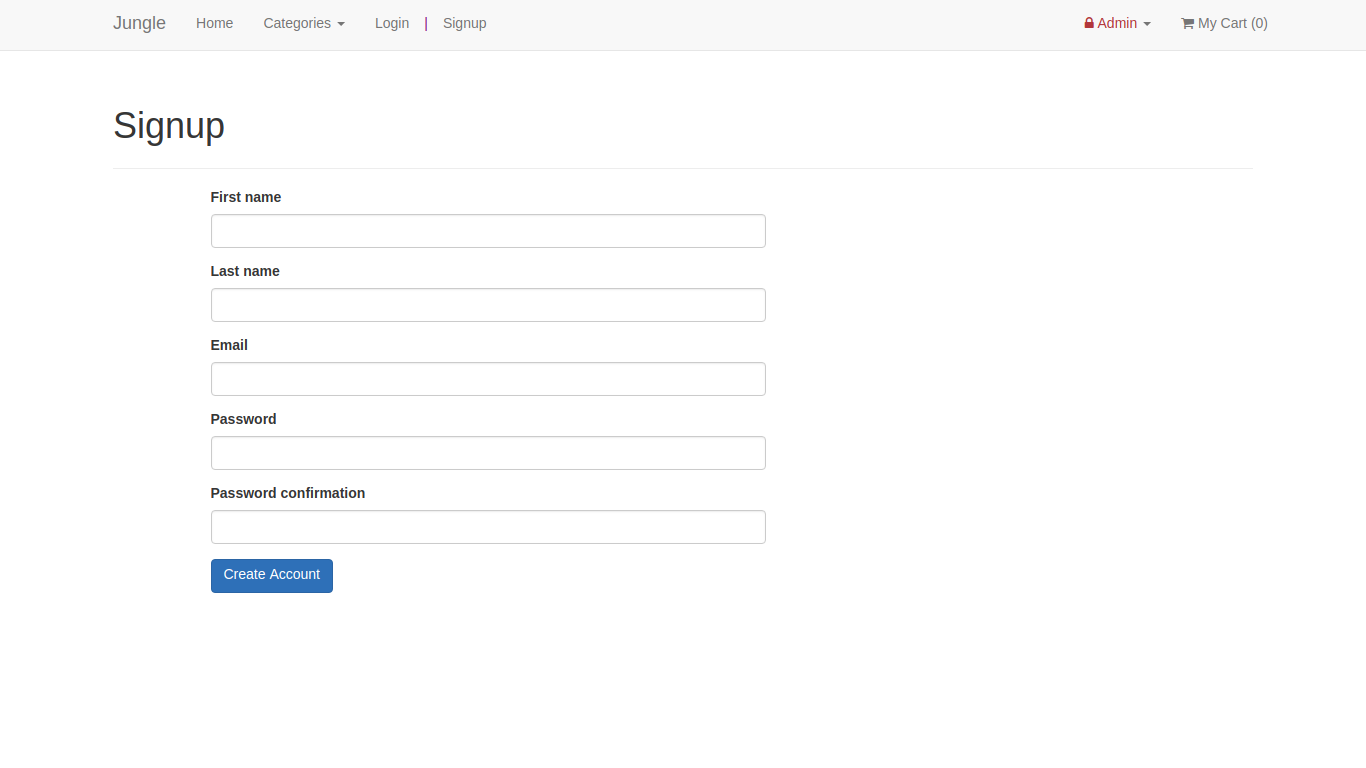 Jungle Home Categories Login | Signup Admin My Cart (0)
Signup
First name
Last name
Email
Password
Password confirmation
Create Account